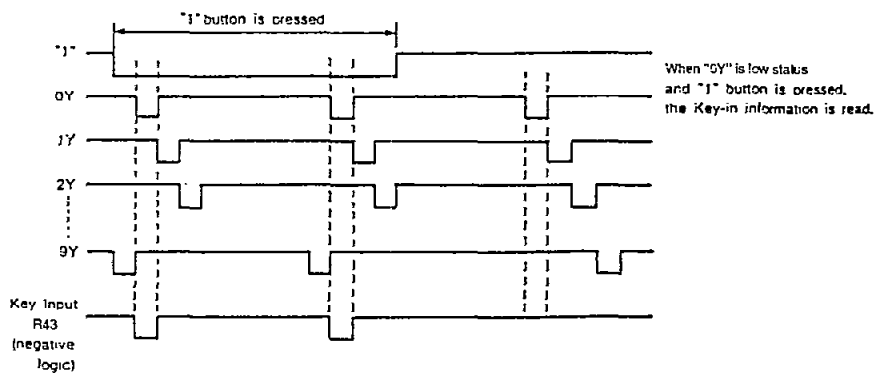 "1" button is pressed
"1"
0Y
1Y
2Y
9Y
Key Input
R43
(negative
logic)
When "0Y" is low status
and "1" button is pressed,
the Key-in information is read.